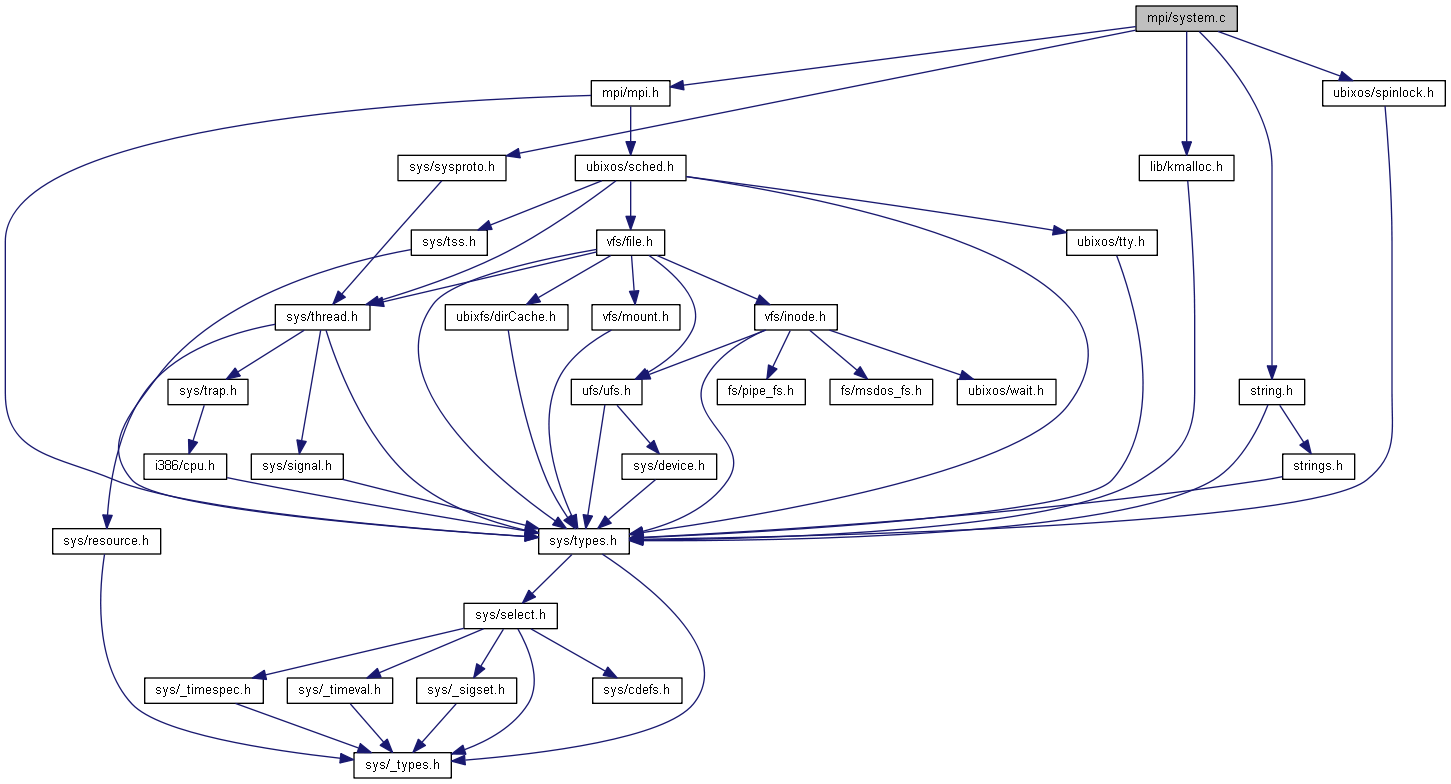 mpi/system.c
mpi/mpi.h
ubixos/spinlock.h
sys/sysproto.h
ubixos/sched.h
lib/kmalloc.h
sys/tss.h
vfs/file.h
ubixos/tty.h
sys/thread.h
ubixfs/dirCache.h
vfs/mount.h
vfs/inode.h
sys/trap.h
ufs/ufs.h
fs/pipe_fs.h
fs/msdos_fs.h
ubixos/wait.h
string.h
i386/cpu.h
sys/signal.h
sys/device.h
strings.h
sys/resource.h
sys/types.h
sys/select.h
sys/_timespec.h
sys/_timeval.h
sys/_sigset.h
sys/cdefs.h
sys/_types.h